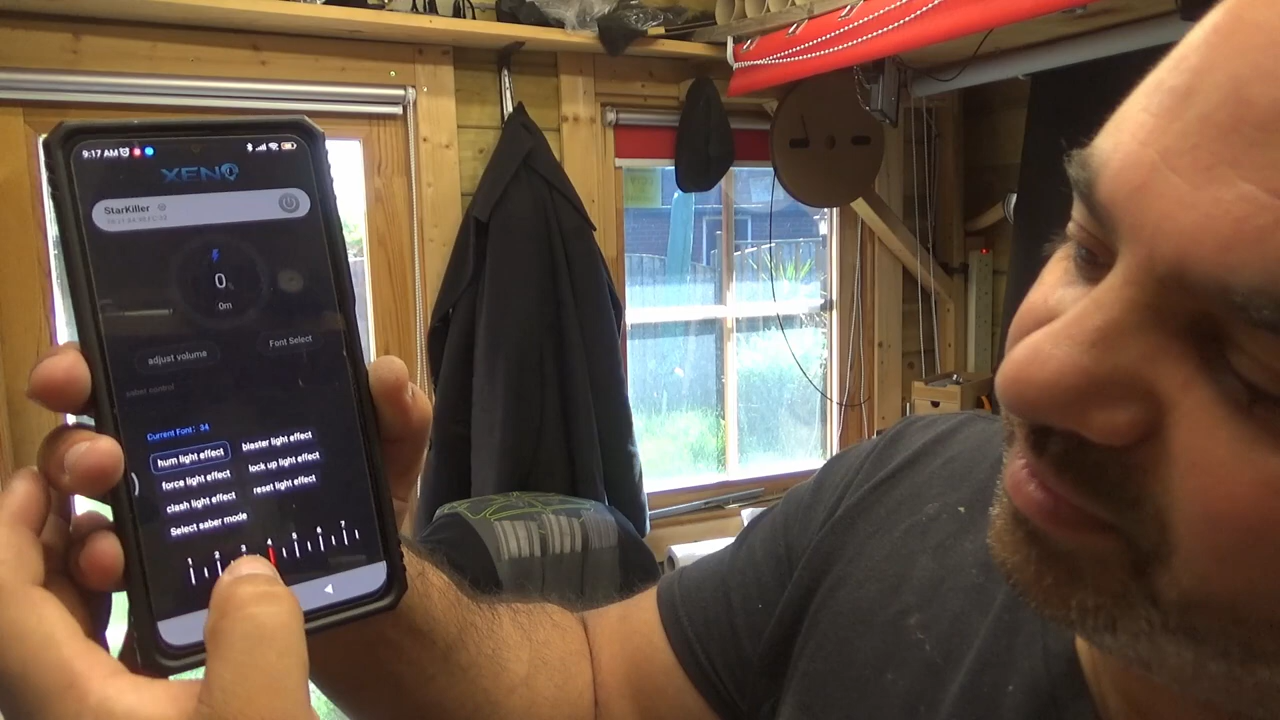 9:17 AM
XENO
StarKiller
0
0m
adjust volume
Font Select
saber control
Current Font: 34
hum light effect
blaster light effect
force light effect
lock up light effect
clash light effect
reset light effect
Select saber mode
1 2 3 4 5 6 7